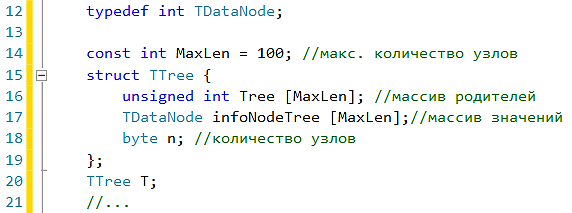 12 typedef int TDataNode;
13
14 const int MaxLen = 100; //макс. количество узлов
15 struct TTree {
16 unsigned int Tree [MaxLen]; //массив родителей
17 TDataNode infoNodeTree [MaxLen];//массив значений
18 byte n; //количество узлов
19 };
20 TTree T;
21 //...